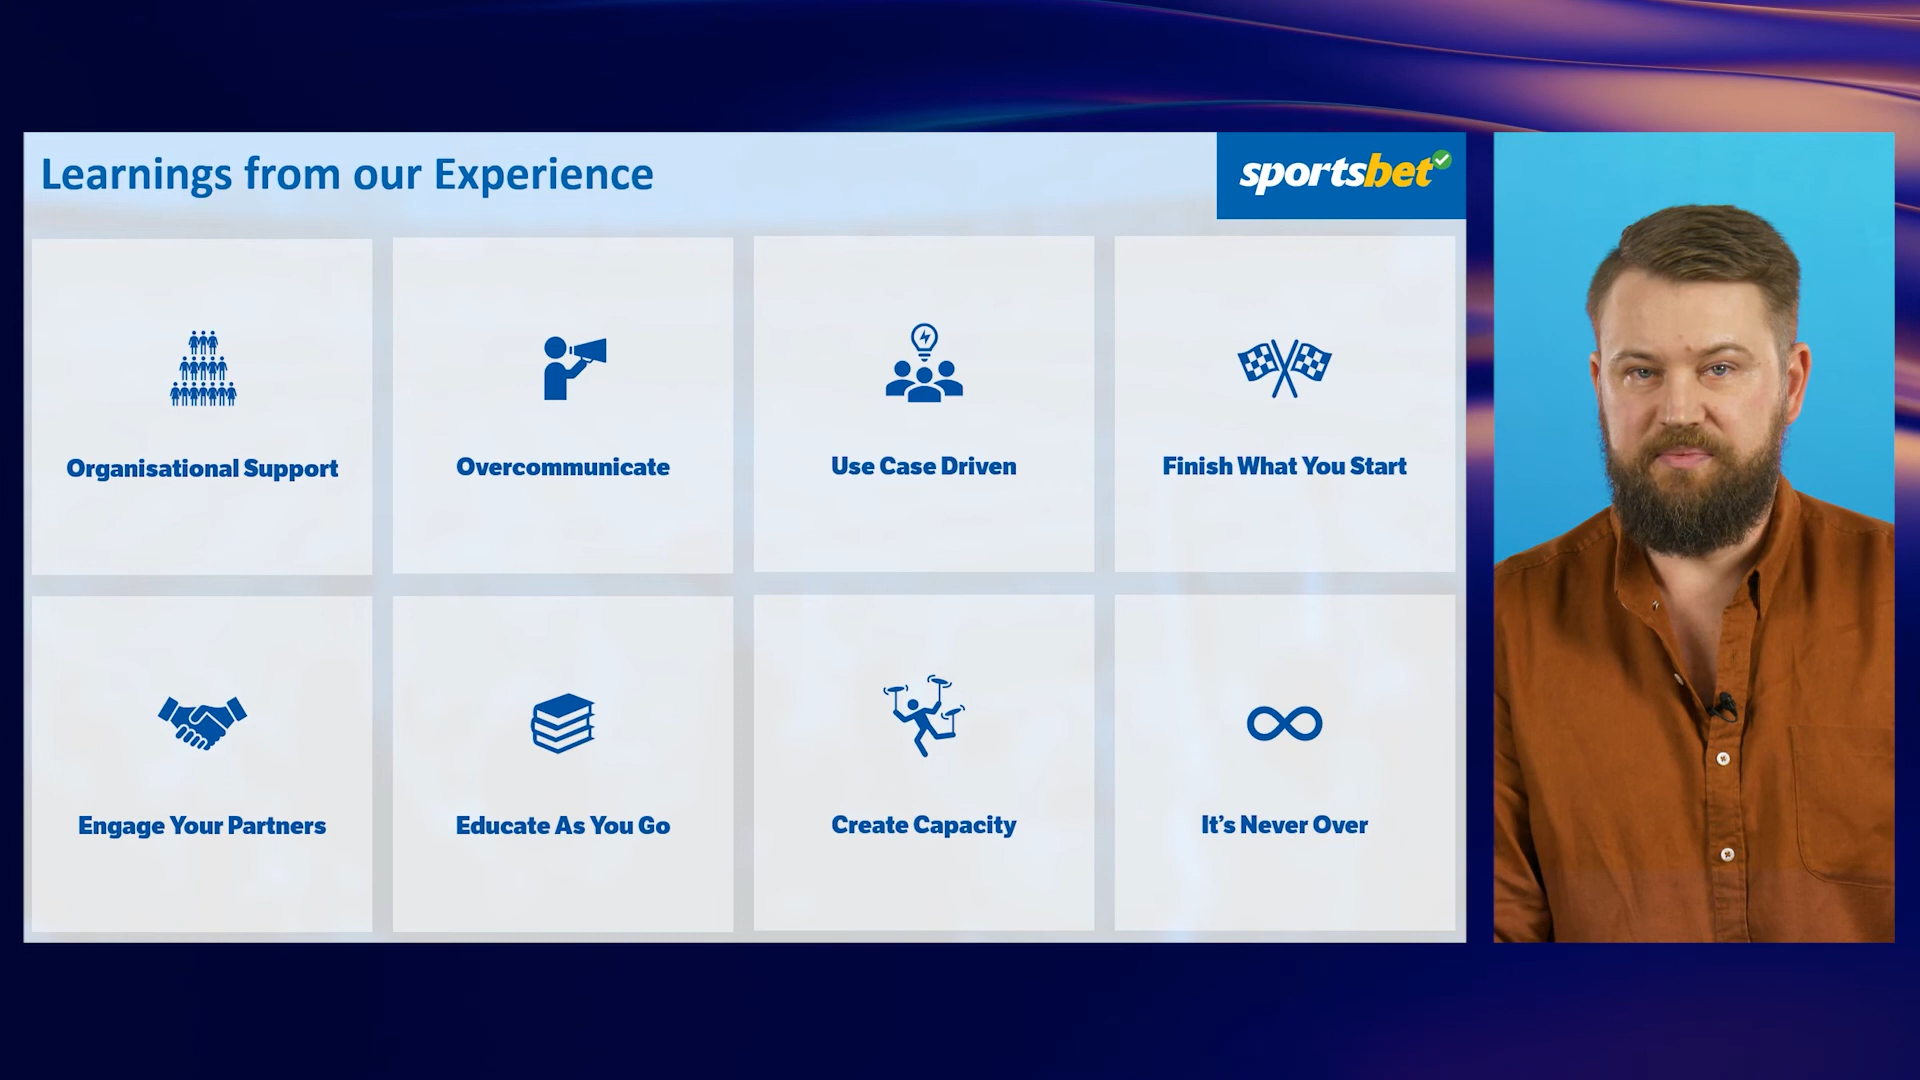 Learnings from our Experience
sportsbet
Organisational Support
Overcommunicate
Use Case Driven
Finish What You Start
Engage Your Partners
Educate As You Go
Create Capacity
It's Never Over